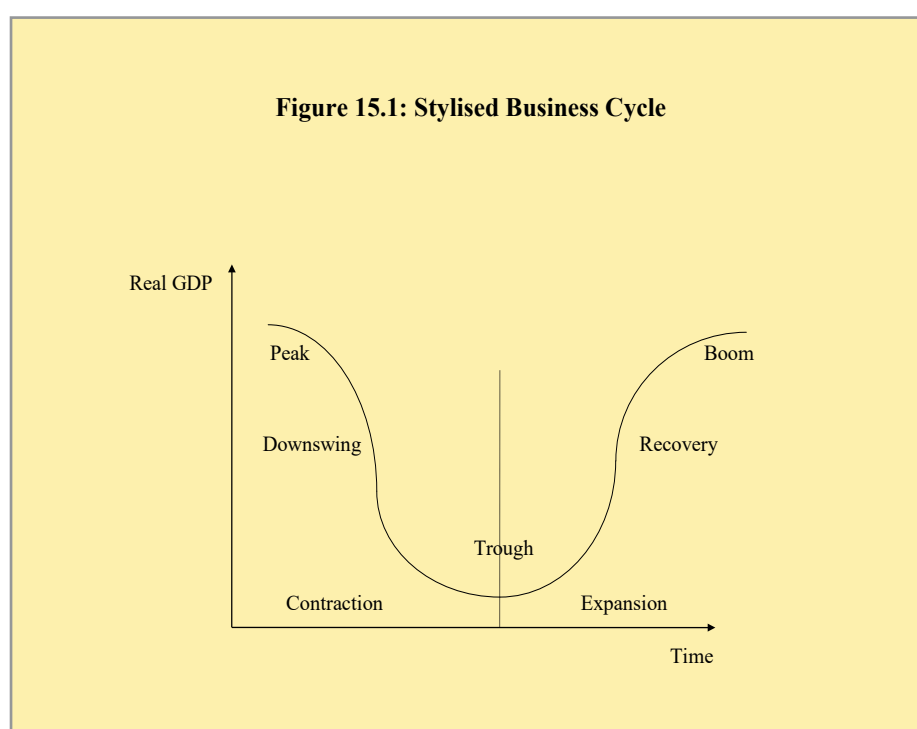 Figure 15.1: Stylised Business Cycle
Real GDP
Peak
Boom
Downswing
Recovery
Trough
Contraction
Expansion
Time